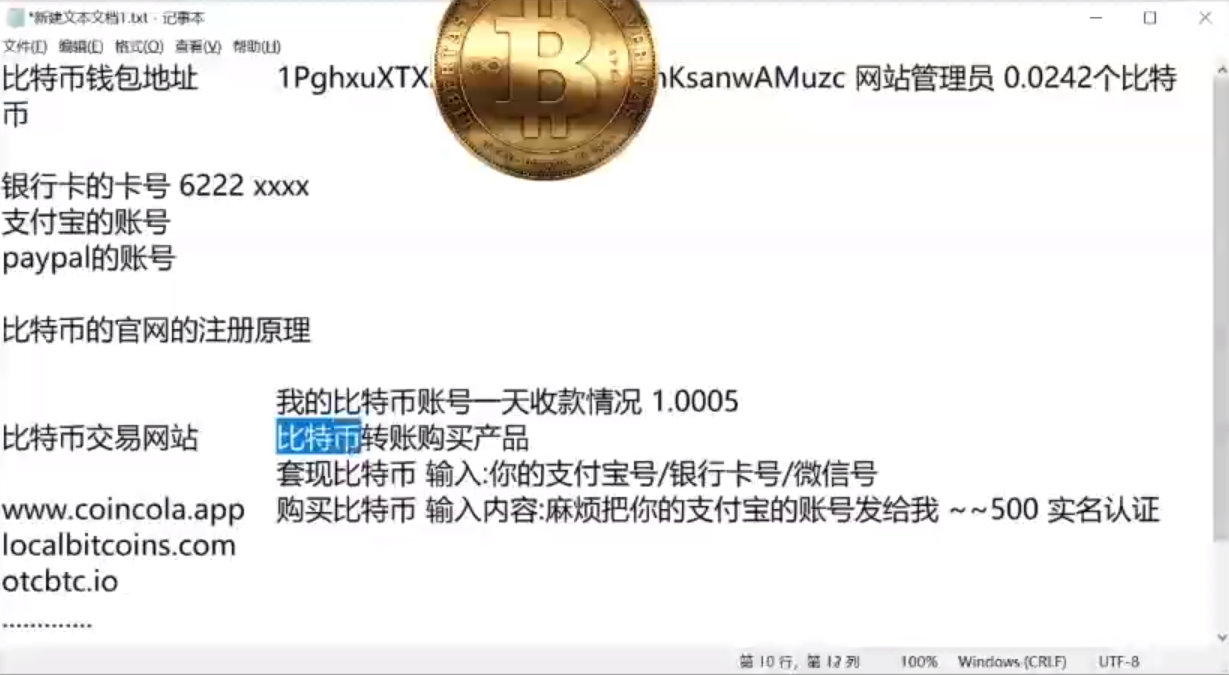 *新建文本文档1.txt - 记事本
文件(F) 编辑(E) 格式(O) 查看(V) 帮助(H)
比特币钱包地址 1PghxuXTX nKsanwAMuzc 网站管理员 0.0242个比特
币
银行卡的卡号 6222 xxxx
支付宝的账号
paypal的账号
比特币的官网的注册原理
我的比特币账号一天收款情况 1.0005
比特币交易网站 比特币转账购买产品
套现比特币 输入:你的支付宝号/银行卡号/微信号
www.coincola.app 购买比特币 输入内容:麻烦把你的支付宝的账号发给我 ~~500 实名认证
localbitcoins.com
otcbtc.io
.............
第 10 行，第 12 列 100% Windows (CRLF) UTF-8